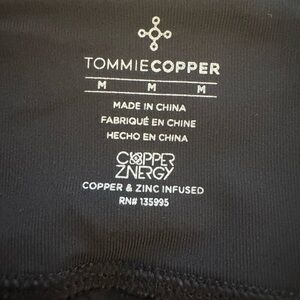 TOMMIECOPPER
M M M
MADE IN CHINA
FABRIQUÉ EN CHINE
HECHO EN CHINA
COPPER
ZNERGY
COPPER & ZINC INFUSED
RN# 135995